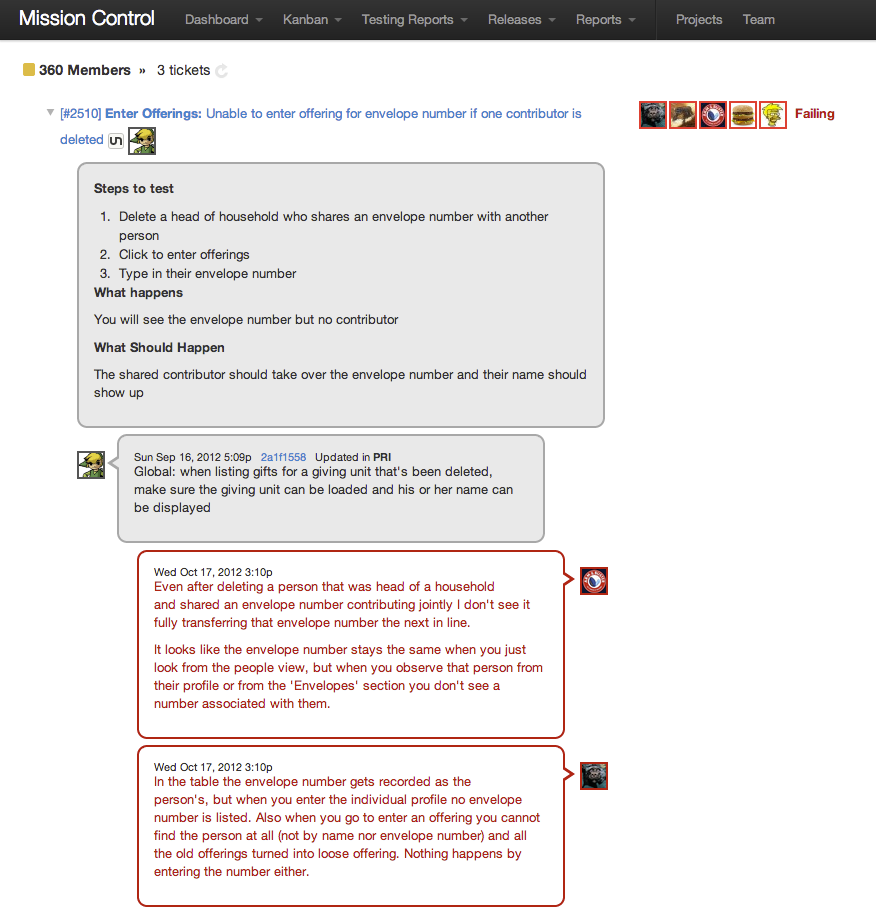 Mission Control Dashboard Kanban Testing Reports Releases Reports Projects Team
360 Members » 3 tickets
[#2510] Enter Offerings: Unable to enter offering for envelope number if one contributor is
deleted
Failing
Steps to test
1. Delete a head of household who shares an envelope number with another
person
2. Click to enter offerings
3. Type in their envelope number
What happens
You will see the envelope number but no contributor
What Should Happen
The shared contributor should take over the envelope number and their name should
show up
Sun Sep 16, 2012 5:09p 2a1f1558 Updated in PRI
Global: when listing gifts for a giving unit that's been deleted,
make sure the giving unit can be loaded and his or her name can
be displayed
Wed Oct 17, 2012 3:10p
Even after deleting a person that was head of a household
and shared an envelope number contributing jointly I don't see it
fully transferring that envelope number the next in line.
It looks like the envelope number stays the same when you just
look from the people view, but when you observe that person from
their profile or from the 'Envelopes' section you don't see a
number associated with them.
Wed Oct 17, 2012 3:10p
In the table the envelope number gets recorded as the
person's, but when you enter the individual profile no envelope
number is listed. Also when you go to enter an offering you cannot
find the person at all (not by name nor envelope number) and all
the old offerings turned into loose offering. Nothing happens by
entering the number either.